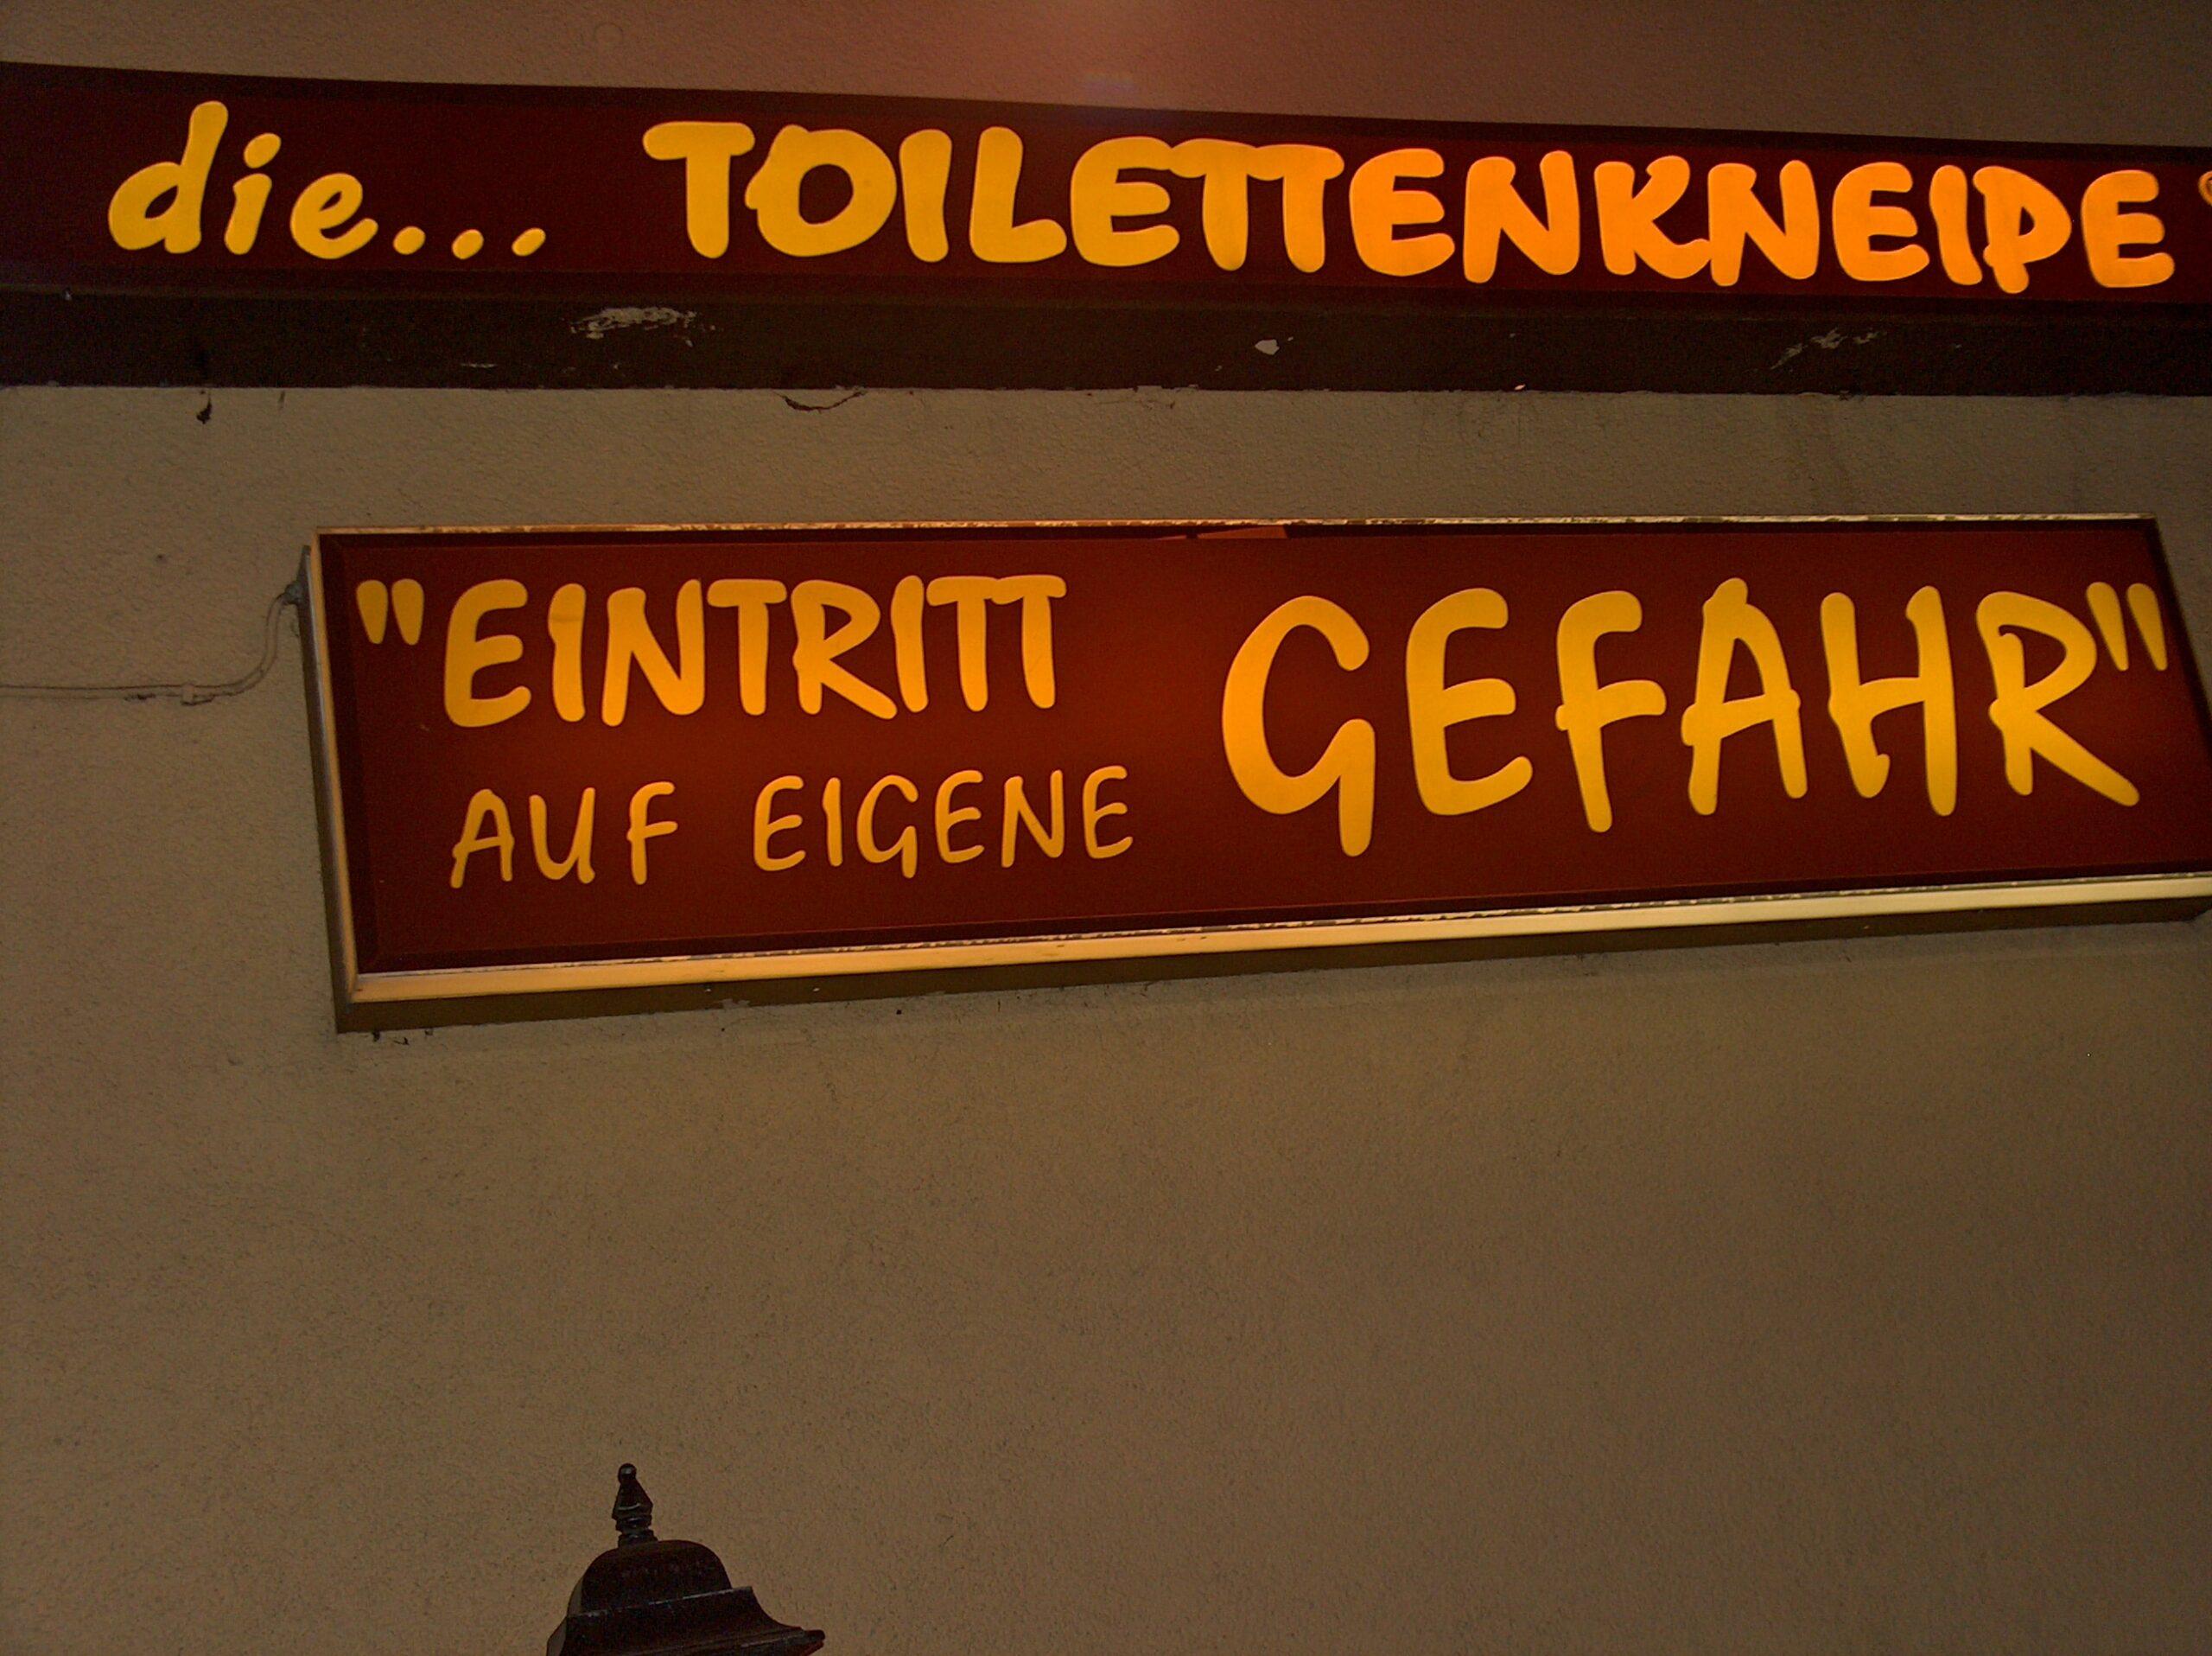 die... TOILETTENKNEIPE"
"EINTRITT
AUF EIGENE GEFAHR"